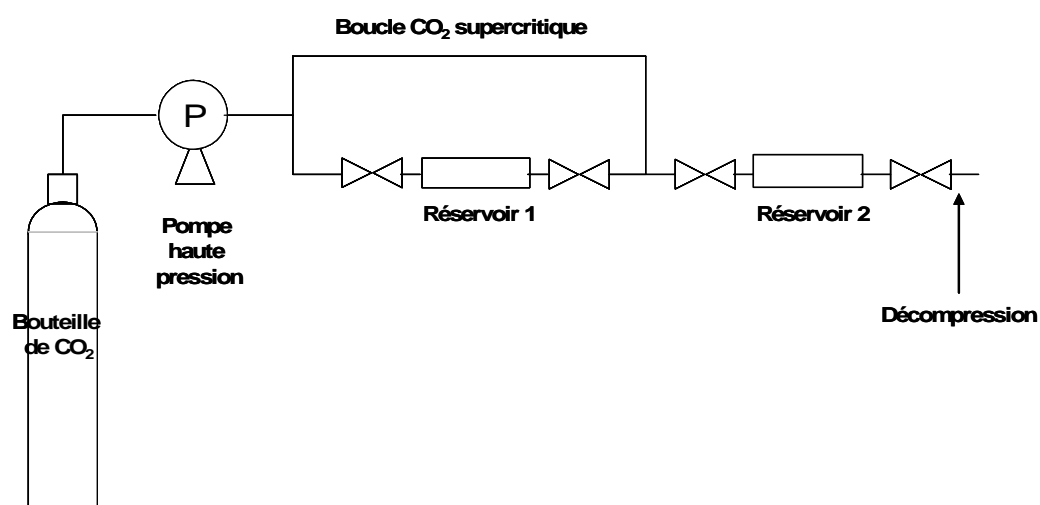 Boucle CO₂ supercritique
P
Réservoir 1
Réservoir 2
Pompe
haute
pression
Décompression
Bouteille
de CO₂